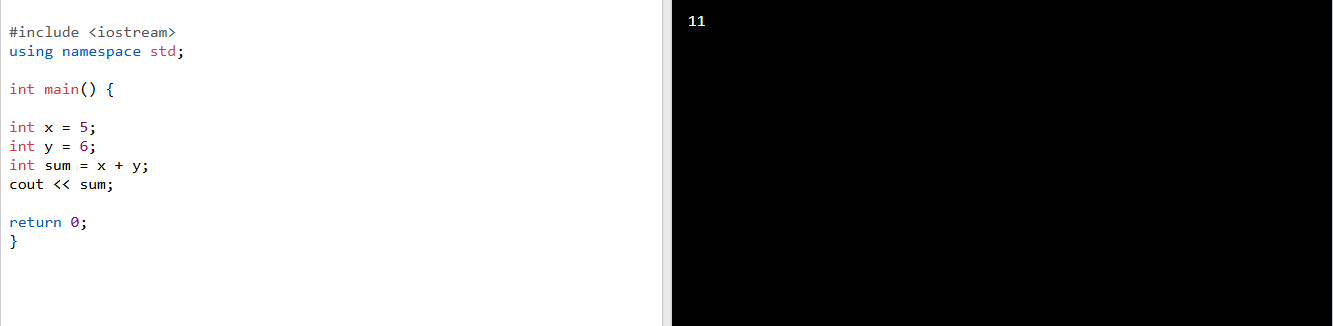 #include <iostream>
using namespace std;
int main() {
int x = 5;
int y = 6;
int sum = x + y;
cout << sum;
return 0;
}
11